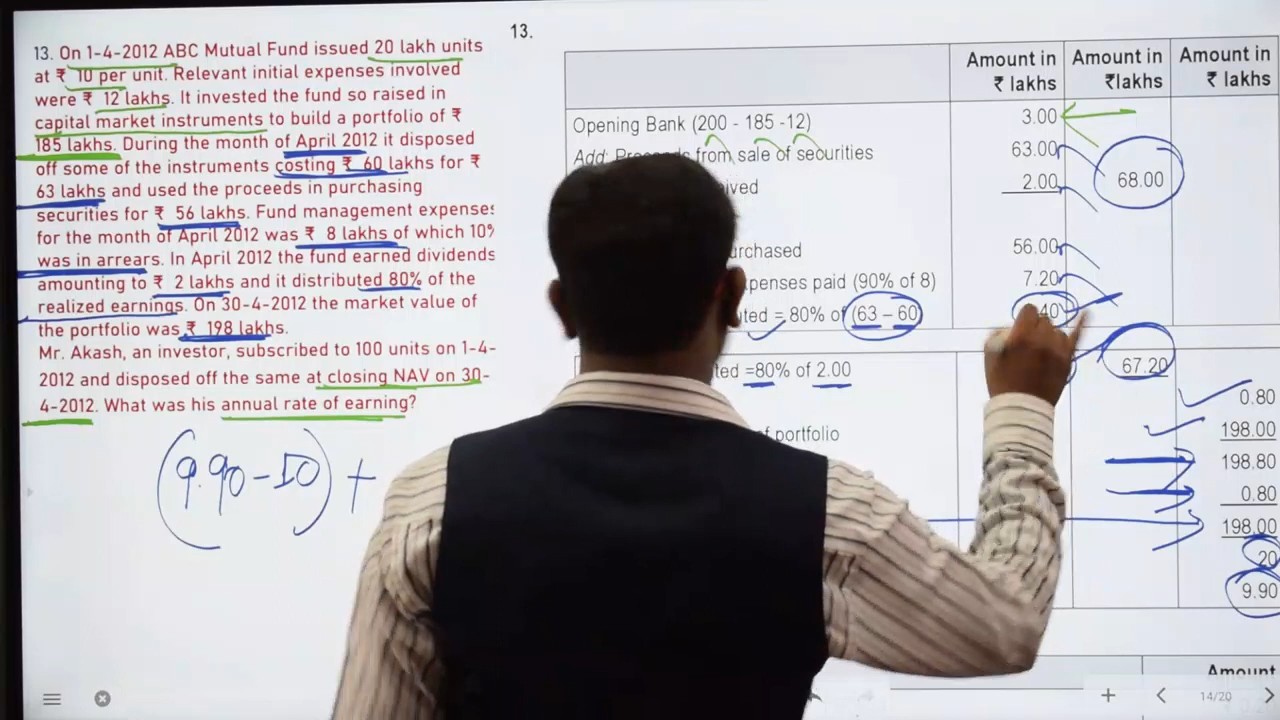 13.
13. On 1-4-2012 ABC Mutual Fund issued 20 lakh units
at ₹ 10 per unit. Relevant initial expenses involved
were ₹ 12 lakhs. It invested the fund so raised in
capital market instruments to build a portfolio of ₹
185 lakhs. During the month of April 2012 it disposed
off some of the instruments costing ₹ 60 lakhs for ₹
63 lakhs and used the proceeds in purchasing
securities for ₹ 56 lakhs. Fund management expenses
for the month of April 2012 was ₹ 8 lakhs of which 10%
was in arrears. In April 2012 the fund earned dividends
amounting to ₹ 2 lakhs and it distributed 80% of the
realized earnings. On 30-4-2012 the market value of
the portfolio was ₹ 198 lakhs.
Mr. Akash, an investor, subscribed to 100 units on 1-4-
2012 and disposed off the same at closing NAV on 30-
4-2012. What was his annual rate of earning?
(9.90 - 10) +
Amount in ₹ lakhs Amount in ₹lakhs Amount in ₹ lakhs
Opening Bank (200 - 185 -12) 3.00
Add: from sale of securities 63.00
2.00 68.00
56.00
paid (90% of 8) 7.20
= 80% of (63 – 60)
=80% of 2.00 67.20
0.80
of portfolio 198.00
198.80
0.80
198.00
20
9.90
Amount
14/20